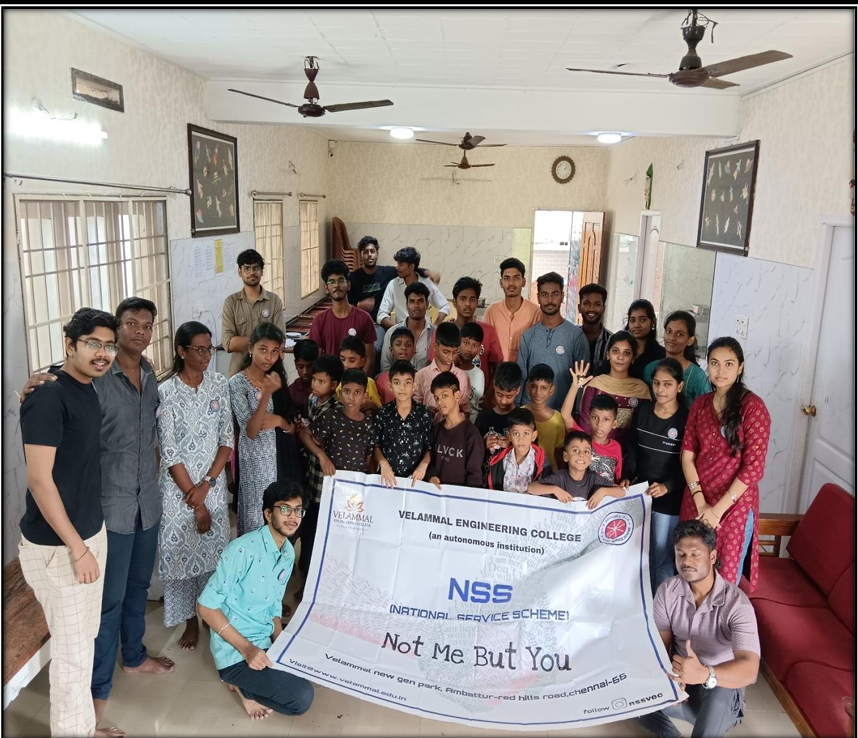 VELAMMAL
VELAMMAL ENGINEERING COLLEGE
(an autonomous institution)
NSS
(NATIONAL SERVICE SCHEME)
Not Me But You
Velammal new gen park, Ambattur-red hills road,chennai-66
Visit@www.velammal.edu.in
follow nssvec